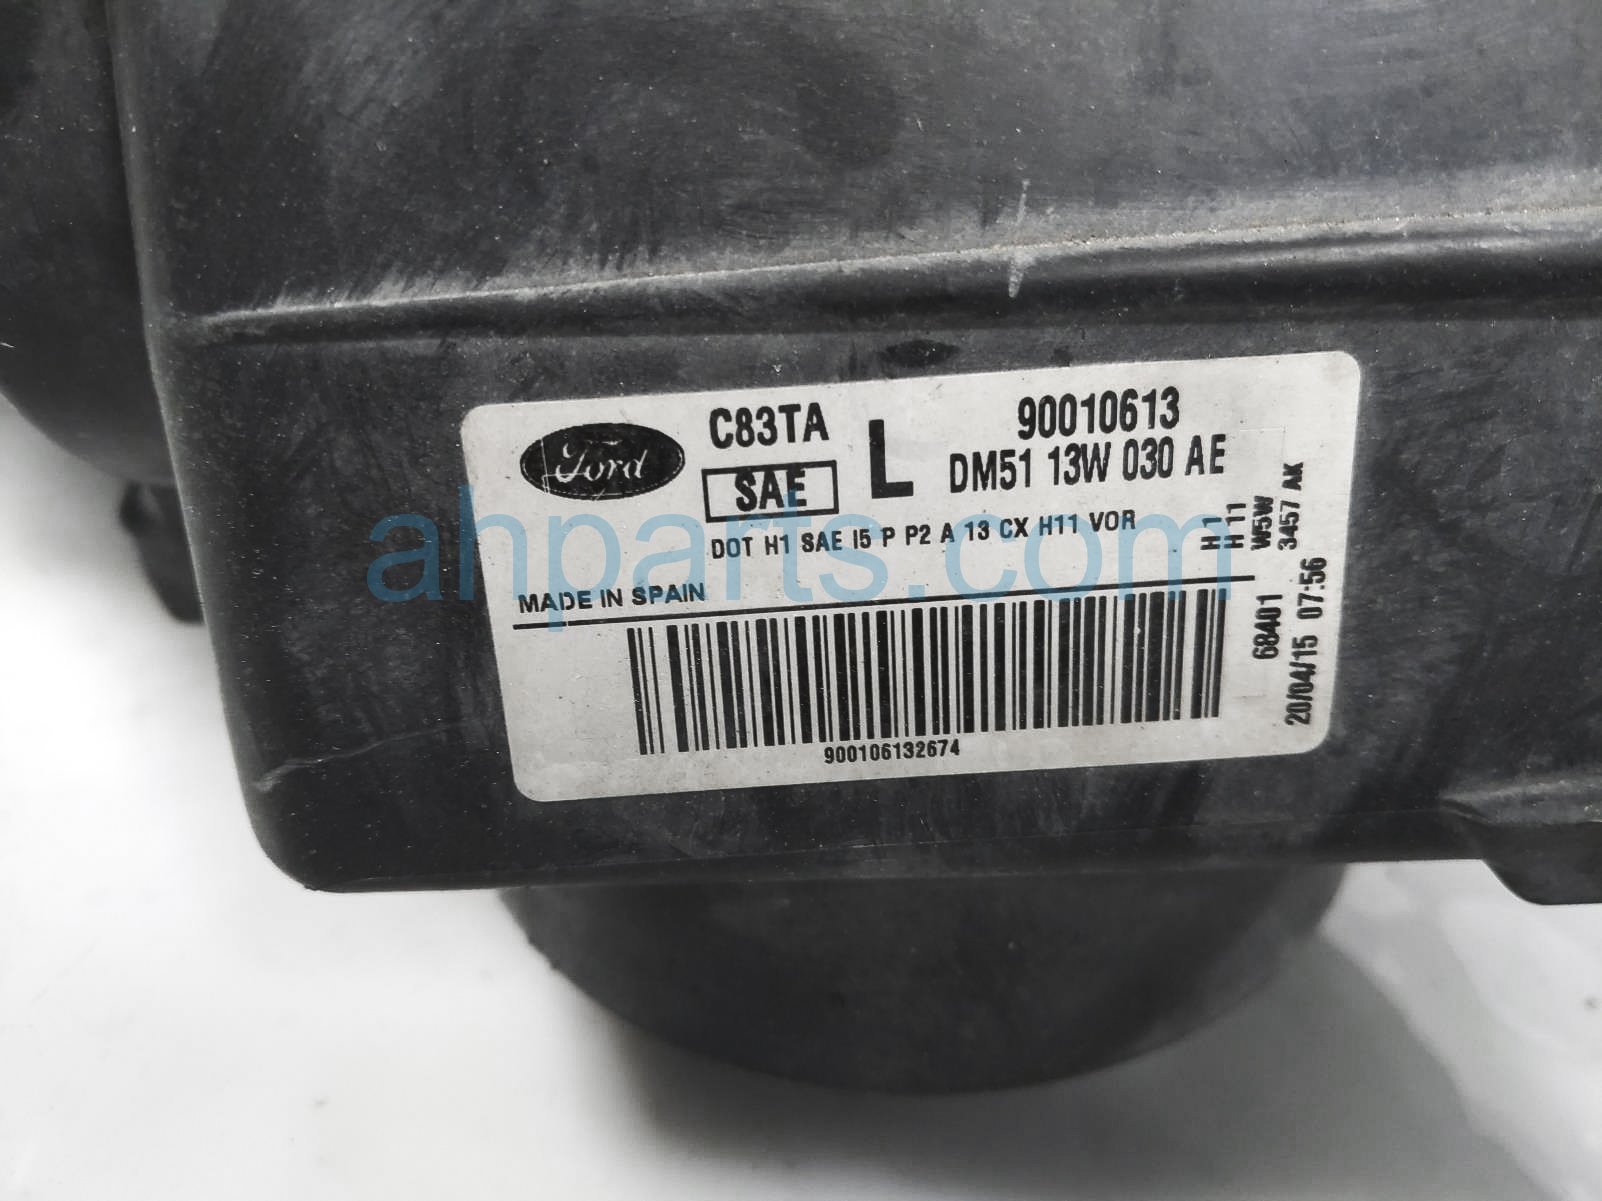 Ford
C83TA
SAE
L
90010613
DM51 13W 030 AE
DOT H1 SAE I5 P P2 A 13 CX H11 VOR
MADE IN SPAIN
900106132674
H1
H11
W5W
3457 AK
68401
20/04/15 07:56
ahparts.com